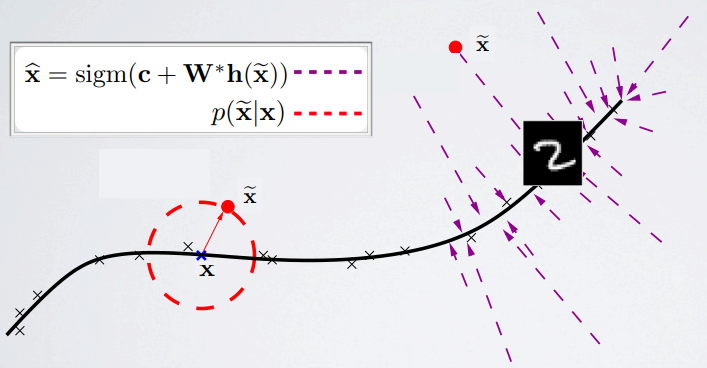 x̃
x̂ = sigm(c + W*h(x̃))
p(x̃|x)
x̃
x
2